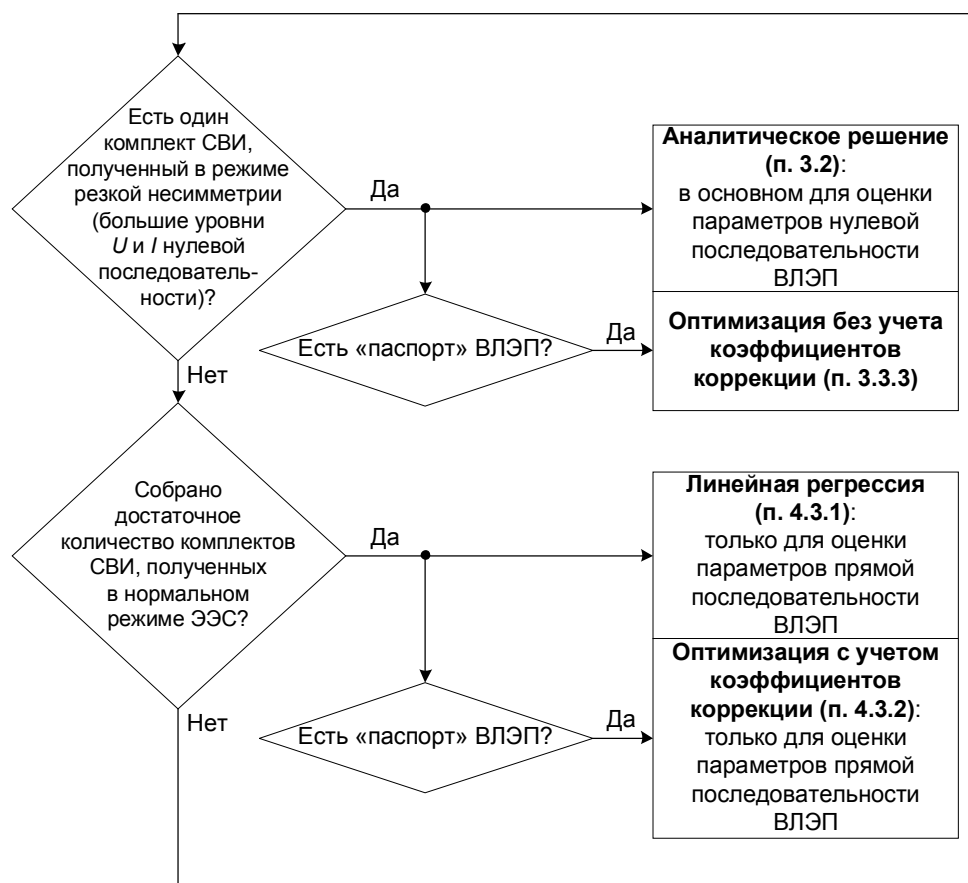 Есть один
комплект СВИ,
полученный в режиме
резкой несимметрии
(большие уровни
U и I нулевой
последователь-
ности)?
Да
Аналитическое решение
(п. 3.2):
в основном для оценки
параметров нулевой
последовательности
ВЛЭП
Есть «паспорт» ВЛЭП?
Да
Оптимизация без учета
коэффициентов
коррекции (п. 3.3.3)
Нет
Собрано
достаточное
количество комплектов
СВИ, полученных
в нормальном
режиме ЭЭС?
Да
Линейная регрессия
(п. 4.3.1):
только для оценки
параметров прямой
последовательности
ВЛЭП
Нет
Есть «паспорт» ВЛЭП?
Да
Оптимизация с учетом
коэффициентов
коррекции (п. 4.3.2):
только для оценки
параметров прямой
последовательности
ВЛЭП